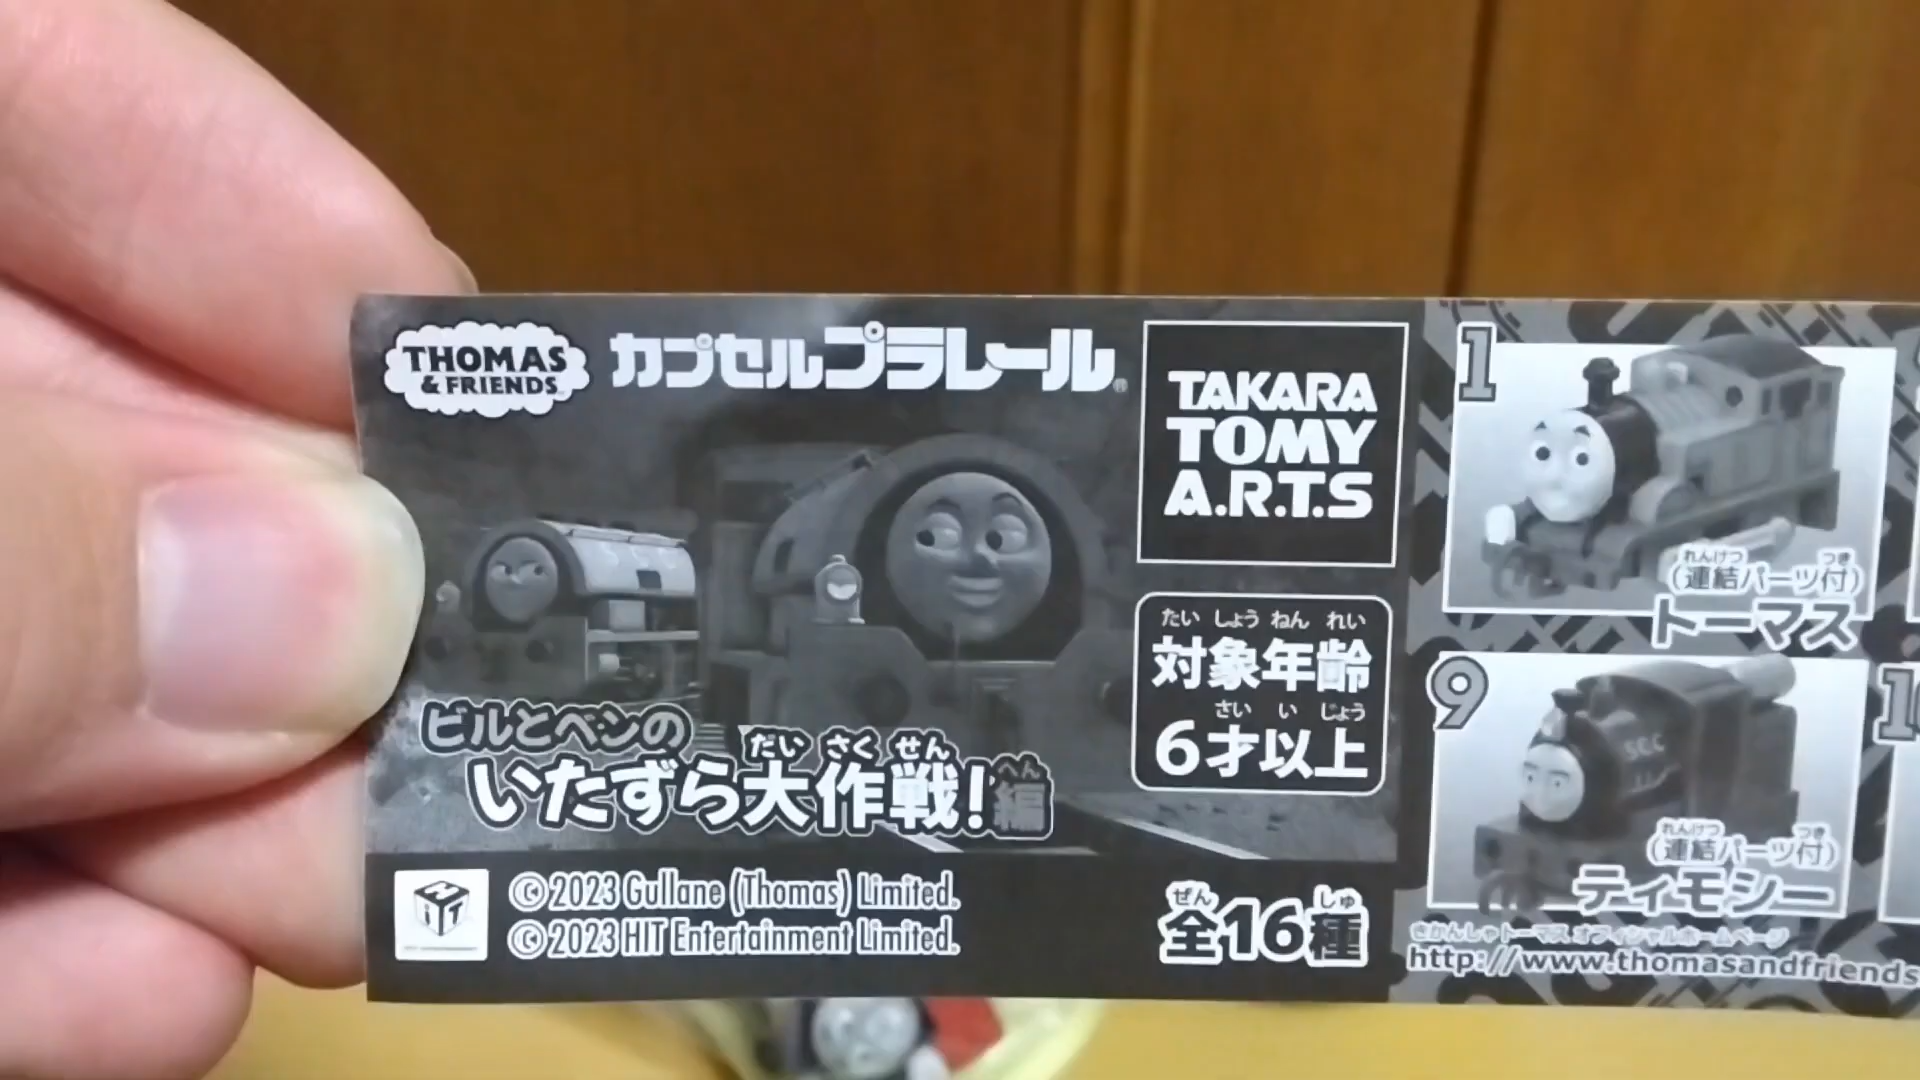 THOMAS
& FRIENDS
カプセルプラレール®
TAKARA
TOMY
A.R.T.S
たい しょう ねん れい
対象年齢
さい い じょう
6才以上
ビルとベンの
だい さく せん へん
いたずら大作戦!編
HiT
© 2023 Gullane (Thomas) Limited.
© 2023 HIT Entertainment Limited.
ぜん しゅ
全16種
1
れんけつ つき
(連結パーツ付)
トーマス
9
SCC
れんけつ つき
(連結パーツ付)
ティモシー
きかんしゃトーマス オフィシャルホームページ
http://www.thomasandfriends